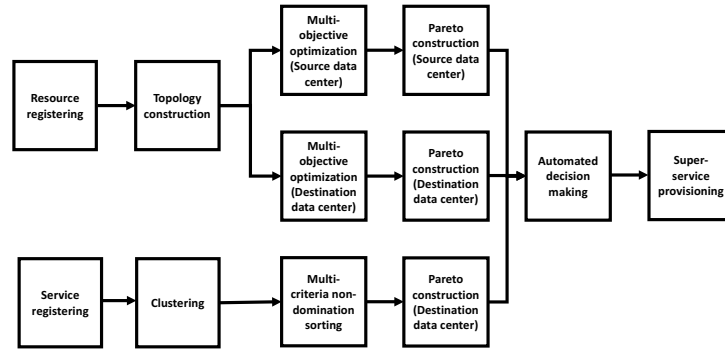 Resource
registering
Topology
construction
Multi-
objective
optimization
(Source data
center)
Pareto
construction
(Source data
center)
Multi-
objective
optimization
(Destination
data center)
Pareto
construction
(Destination
data center)
Automated
decision
making
Super-
service
provisioning
Service
registering
Clustering
Multi-
criteria non-
domination
sorting
Pareto
construction
(Destination
data center)